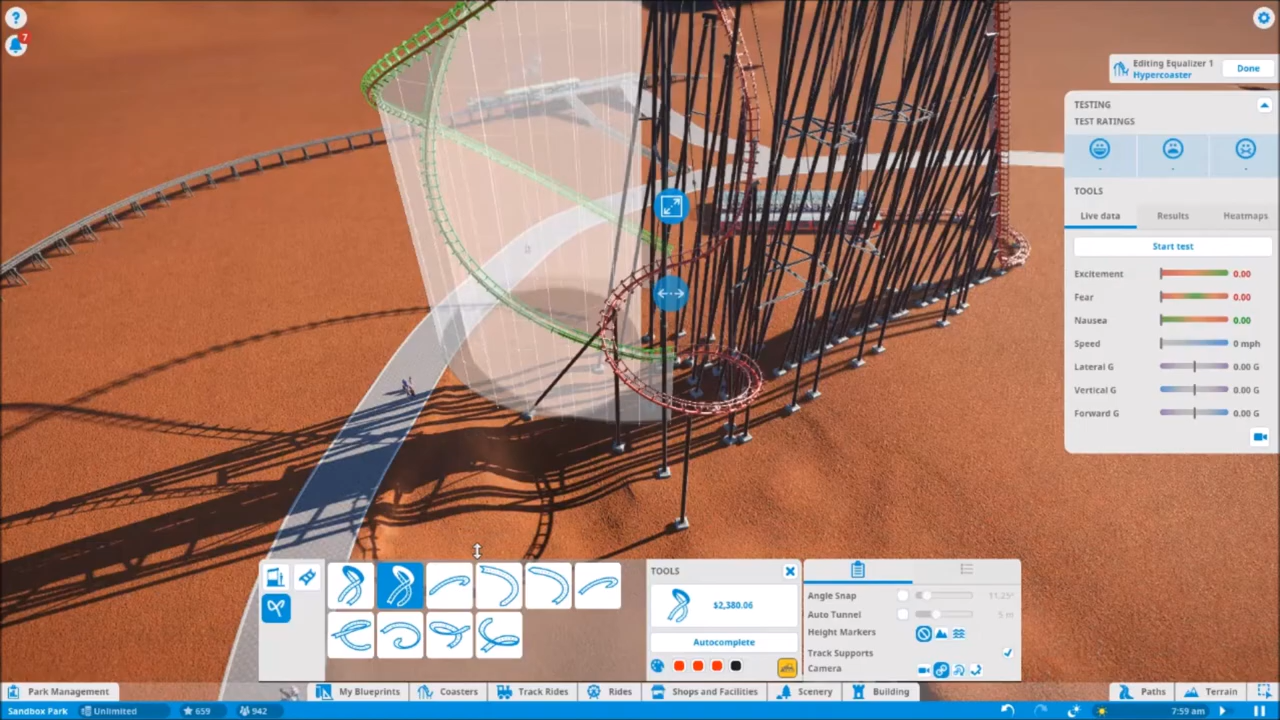 ?
7
Editing Equalizer 1
Hypercoaster
Done
TESTING
TEST RATINGS
-
-
-
TOOLS
Live data
Results
Heatmaps
Start test
Excitement 0.00
Fear 0.00
Nausea 0.00
Speed 0 mph
Lateral G 0.00 G
Vertical G 0.00 G
Forward G 0.00 G
TOOLS
$2,380.06
Autocomplete
Angle Snap 11.25°
Auto Tunnel 5 m
Height Markers
Track Supports
Camera
Park Management
My Blueprints
Coasters
Track Rides
Rides
Shops and Facilities
Scenery
Building
Paths
Terrain
Sandbox Park
Unlimited
659
942
7:59 am